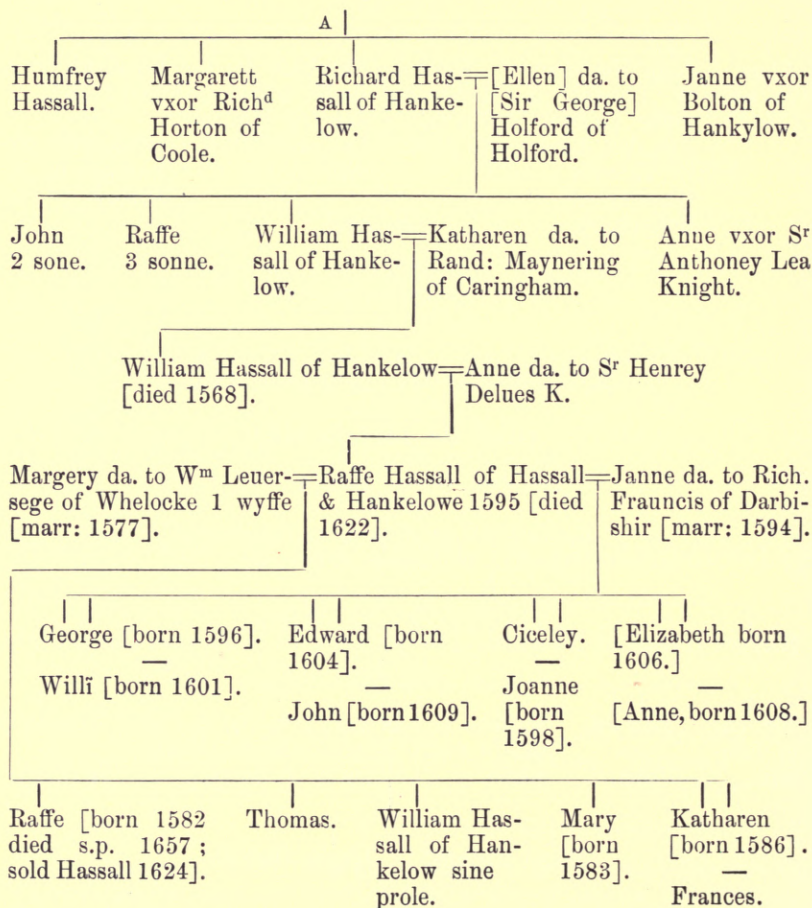 A
Humfrey
Hassall.
Margarett
vxor Richd
Horton of
Coole.
Richard Has-
sall of Hanke-
low.
[Ellen] da. to
[Sir George]
Holford of
Holford.
Janne vxor
Bolton of
Hankylow.
John
2 sone.
Raffe
3 sonne.
William Has-
sall of Hanke-
low.
Katharen da. to
Rand: Maynering
of Caringham.
Anne vxor Sr
Anthoney Lea
Knight.
William Hassall of Hankelow
[died 1568].
Anne da. to Sr Henrey
Delues K.
Margery da. to Wm Leuer-
sege of Whelocke 1 wyffe
[marr: 1577].
Raffe Hassall of Hassall
& Hankelowe 1595 [died
1622].
Janne da. to Rich.
Frauncis of Darbi-
shir [marr: 1594].
George [born 1596].
—
Willī [born 1601].
Edward [born
1604].
—
John [born 1609].
Ciceley.
—
Joanne
[born
1598].
[Elizabeth born
1606.]
—
[Anne, born 1608.]
Raffe [born 1582
died s.p. 1657 ;
sold Hassall 1624].
Thomas.
William Has-
sall of Han-
kelow sine
prole.
Mary
[born
1583].
Katharen
[born 1586].
—
Frances.